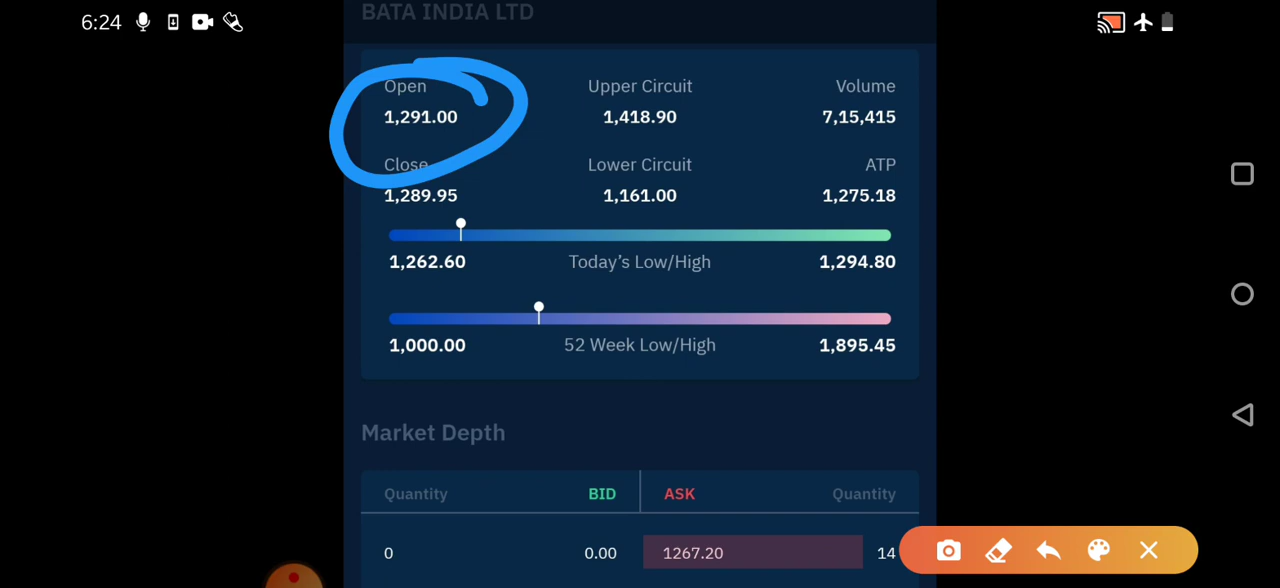 6:24
BATA INDIA LTD
Open Upper Circuit Volume
1,291.00 1,418.90 7,15,415
Close Lower Circuit ATP
1,289.95 1,161.00 1,275.18
1,262.60 Today's Low/High 1,294.80
1,000.00 52 Week Low/High 1,895.45
Market Depth
Quantity BID ASK Quantity
0 0.00 1267.20 14